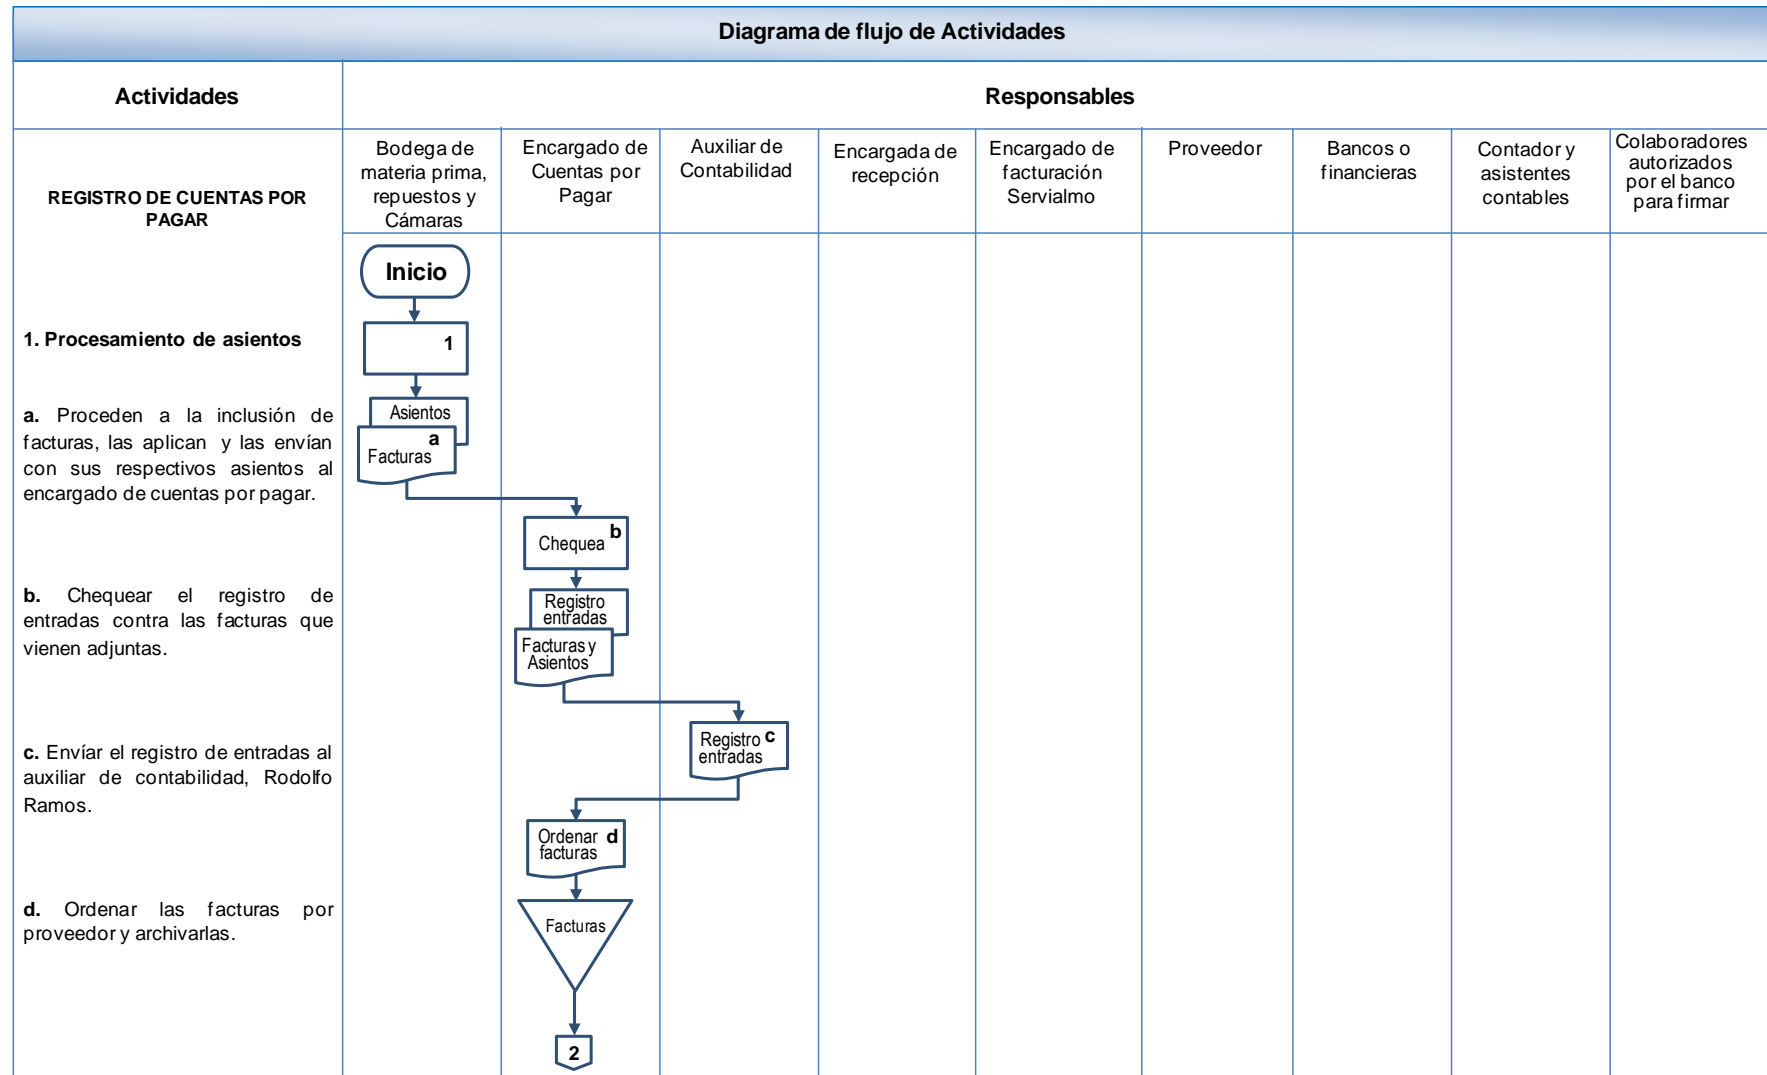 Diagrama de flujo de Actividades
Actividades
Responsables
REGISTRO DE CUENTAS POR
PAGAR
Bodega de
materia prima,
repuestos y
Cámaras
Encargado de
Cuentas por
Pagar
Auxiliar de
Contabilidad
Encargada de
recepción
Encargado de
facturación
Servialmo
Proveedor
Bancos o
financieras
Contador y
asistentes
contables
Colaboradores
autorizados
por el banco
para firmar
Inicio
1. Procesamiento de asientos
1
a. Proceden a la inclusión de
facturas, las aplican y las envían
con sus respectivos asientos al
encargado de cuentas por pagar.
Asientos
a
Facturas
Chequea b
b. Chequear el registro de
entradas contra las facturas que
vienen adjuntas.
Registro
entradas
Facturas y
Asientos
c. Envíar el registro de entradas al
auxiliar de contabilidad, Rodolfo
Ramos.
Registro c
entradas
Ordenar d
facturas
d. Ordenar las facturas por
proveedor y archivarlas.
Facturas
2